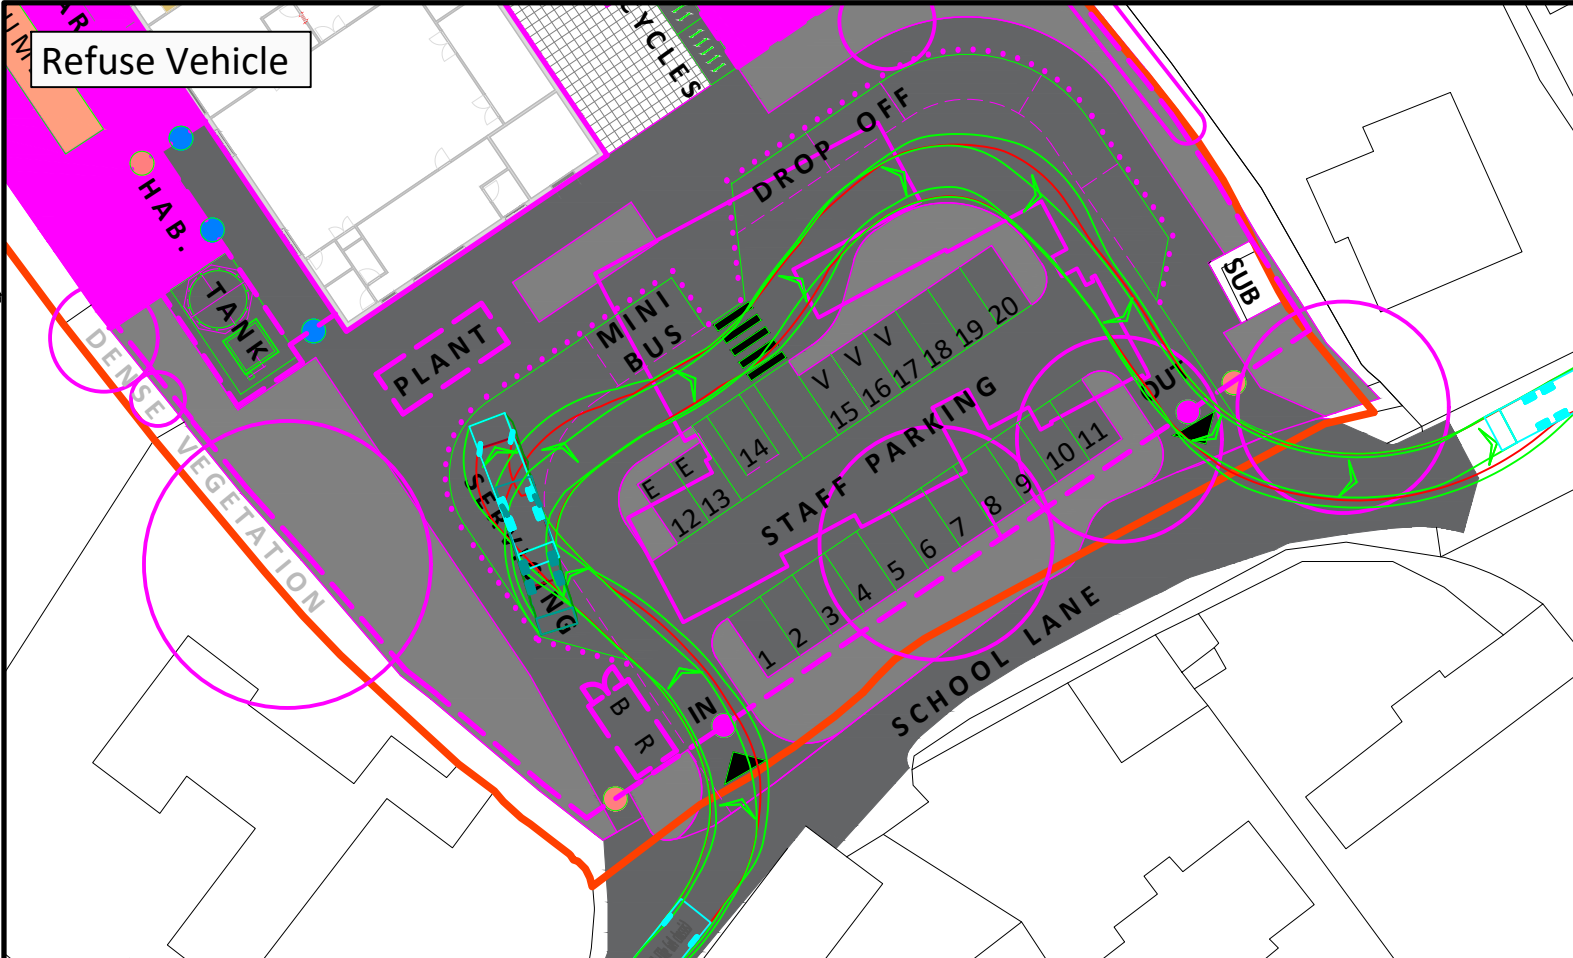 Refuse Vehicle
CYCLES
HAB.
TANK
DENSE
VEGETATION
PLANT
MINI
BUS
DROP OFF
SUB
OUT
V V V
15 16 17 18 19 20
E E
14
12 13
STAFF PARKING
SERVICING
1 2 3 4 5 6 7 8 9 10 11
IN
B
R
SCHOOL LANE